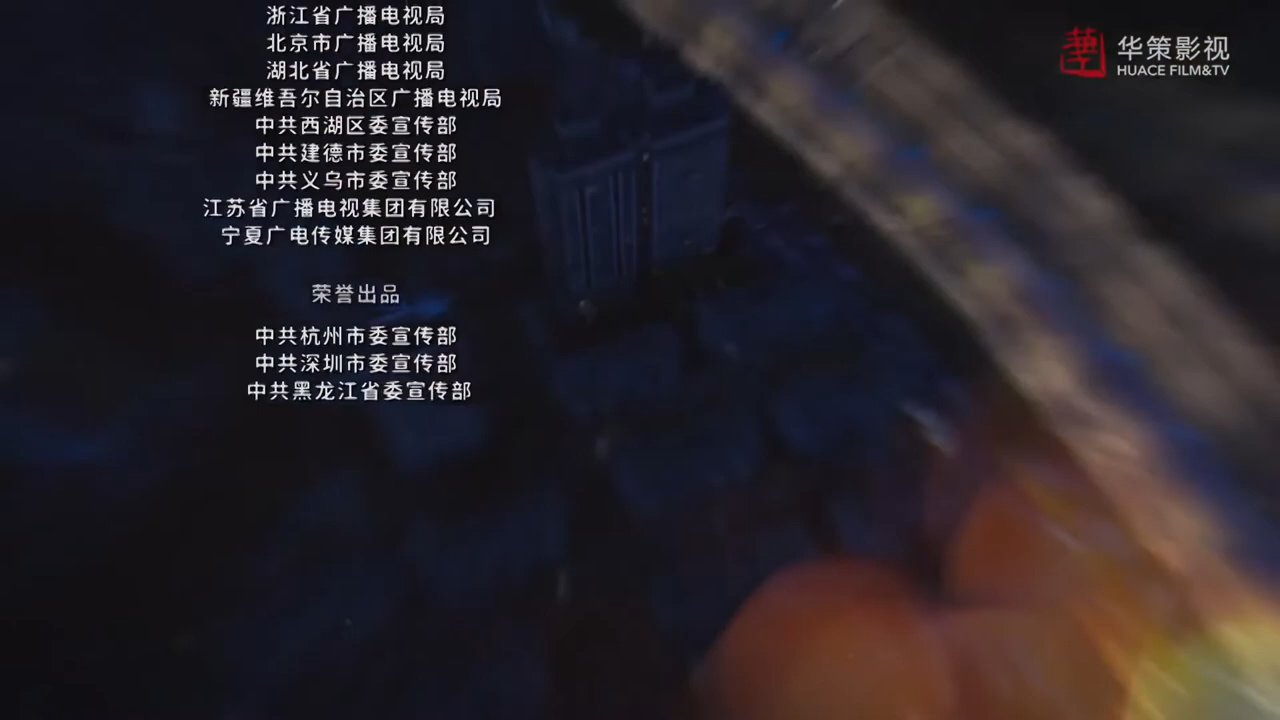 浙江省广播电视局
北京市广播电视局
湖北省广播电视局
新疆维吾尔自治区广播电视局
中共西湖区委宣传部
中共建德市委宣传部
中共义乌市委宣传部
江苏省广播电视集团有限公司
宁夏广电传媒集团有限公司
荣誉出品
中共杭州市委宣传部
中共深圳市委宣传部
中共黑龙江省委宣传部
华策影视
HUACE FILM&TV